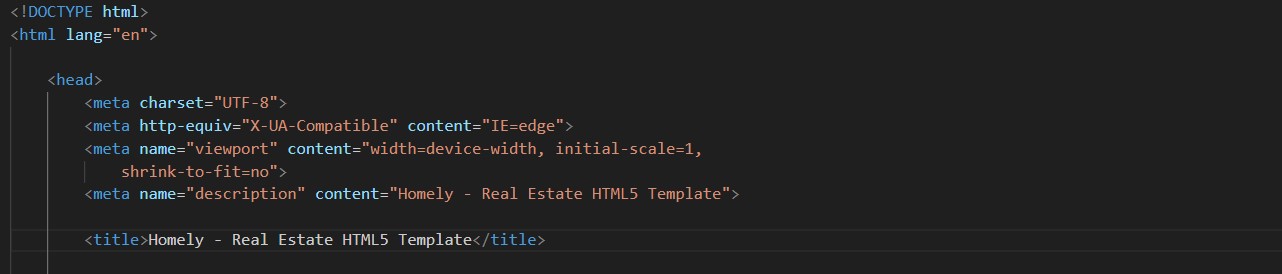 <!DOCTYPE html>
<html lang="en">
<head>
<meta charset="UTF-8">
<meta http-equiv="X-UA-Compatible" content="IE=edge">
<meta name="viewport" content="width=device-width, initial-scale=1,
shrink-to-fit=no">
<meta name="description" content="Homely - Real Estate HTML5 Template">
<title>Homely - Real Estate HTML5 Template</title>